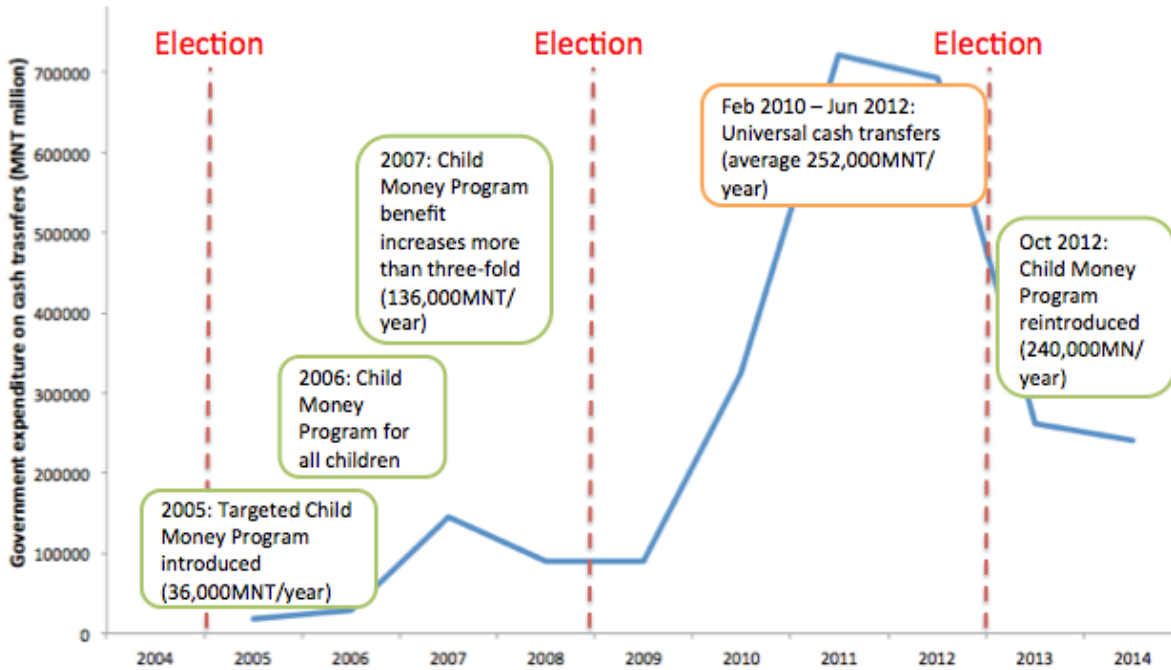 Election
Election
Election
Government expenditure on cash trasnfers (MNT million)
700000
600000
500000
400000
300000
200000
100000
0
2005: Targeted Child
Money Program
introduced
(36,000MNT/year)
2006: Child
Money
Program for
all children
2007: Child
Money Program
benefit
increases more
than three-fold
(136,000MNT/
year)
Feb 2010 – Jun 2012:
Universal cash transfers
(average 252,000MNT/
year)
Oct 2012:
Child Money
Program
reintroduced
(240,000MN/
year)
2004
2005
2006
2007
2008
2009
2010
2011
2012
2013
2014